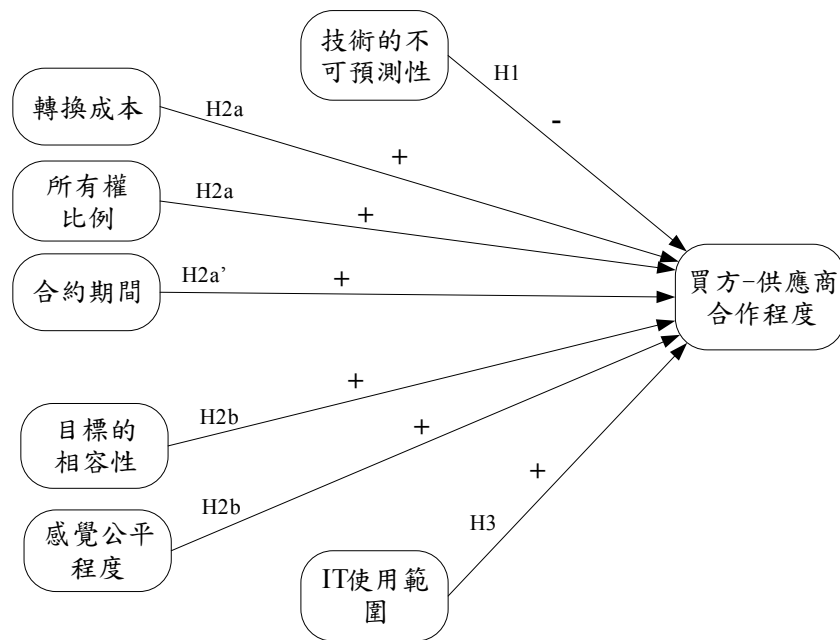 技術的不
可預測性
H1
-
轉換成本
H2a
+
所有權
比例
H2a
+
合約期間
H2a’
+
買方-供應商
合作程度
目標的
相容性
H2b
+
感覺公平
程度
H2b
+
IT使用範
圍
H3
+